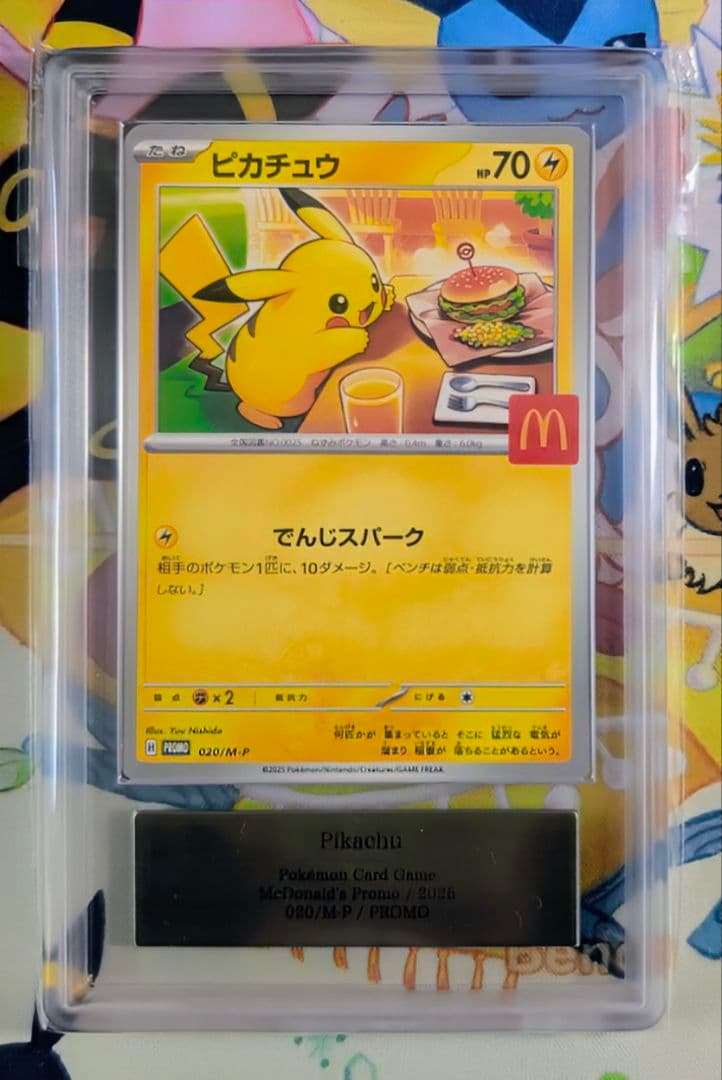 たね
ピカチュウ
HP 70
M
全国図鑑NO.0025 ねずみポケモン 高さ:0.4m 重さ:6.0kg
でんじスパーク
相手のポケモン1匹に、10ダメージ。[ベンチは弱点・抵抗力を計算
しない。]
弱点 ×2 抵抗力 にげる
Illus. Yuu Nishida
H PROMO 020/M-P
何匹かが 集まっていると そこに 猛烈な 電気が
溜まり 稲妻が 落ちることがあるという。
©2025 Pokémon/Nintendo/Creatures/GAME FREAK.
Pikachu
Pokémon Card Game
McDonald's Promo / 2025
020/M-P / PROMO